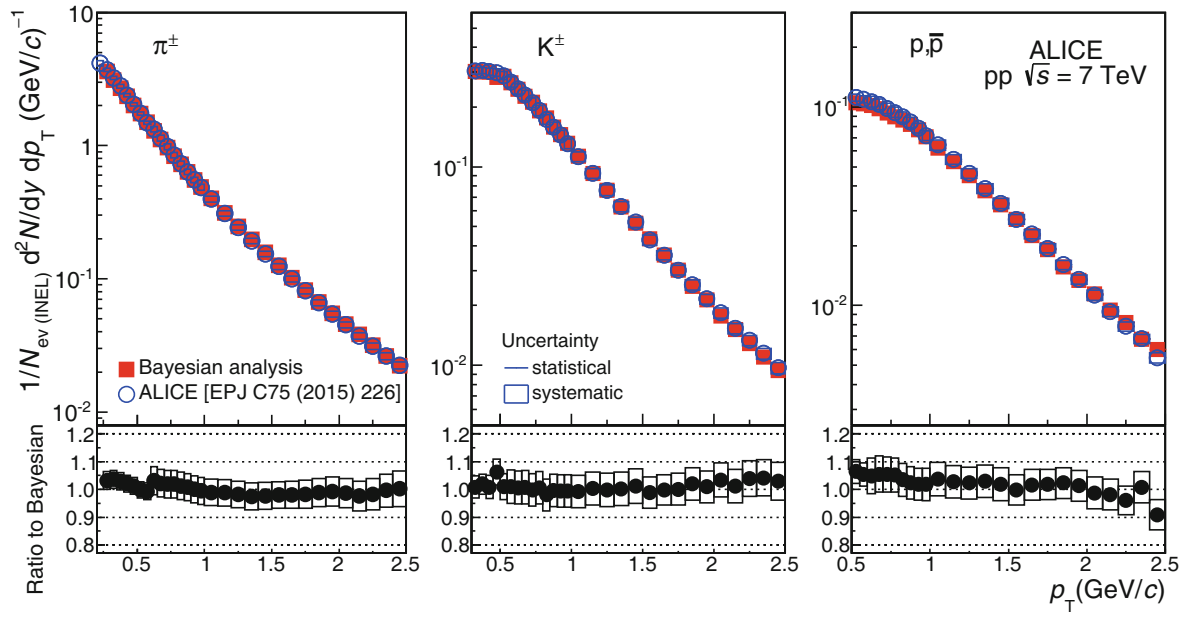 1/N_ev (INEL) d²N/dy dp_T (GeV/c)⁻¹
10
1
10⁻¹
10⁻²
π±
Bayesian analysis
ALICE [EPJ C75 (2015) 226]
10⁻¹
10⁻²
K±
Uncertainty
statistical
systematic
10⁻¹
10⁻²
p,p̅
ALICE
pp √s = 7 TeV
Ratio to Bayesian
1.2
1.1
1.0
0.9
0.8
0.5 1 1.5 2 2.5
1.2
1.1
1.0
0.9
0.8
0.5 1 1.5 2 2.5
1.2
1.1
1.0
0.9
0.8
0.5 1 1.5 2 2.5
p_T(GeV/c)